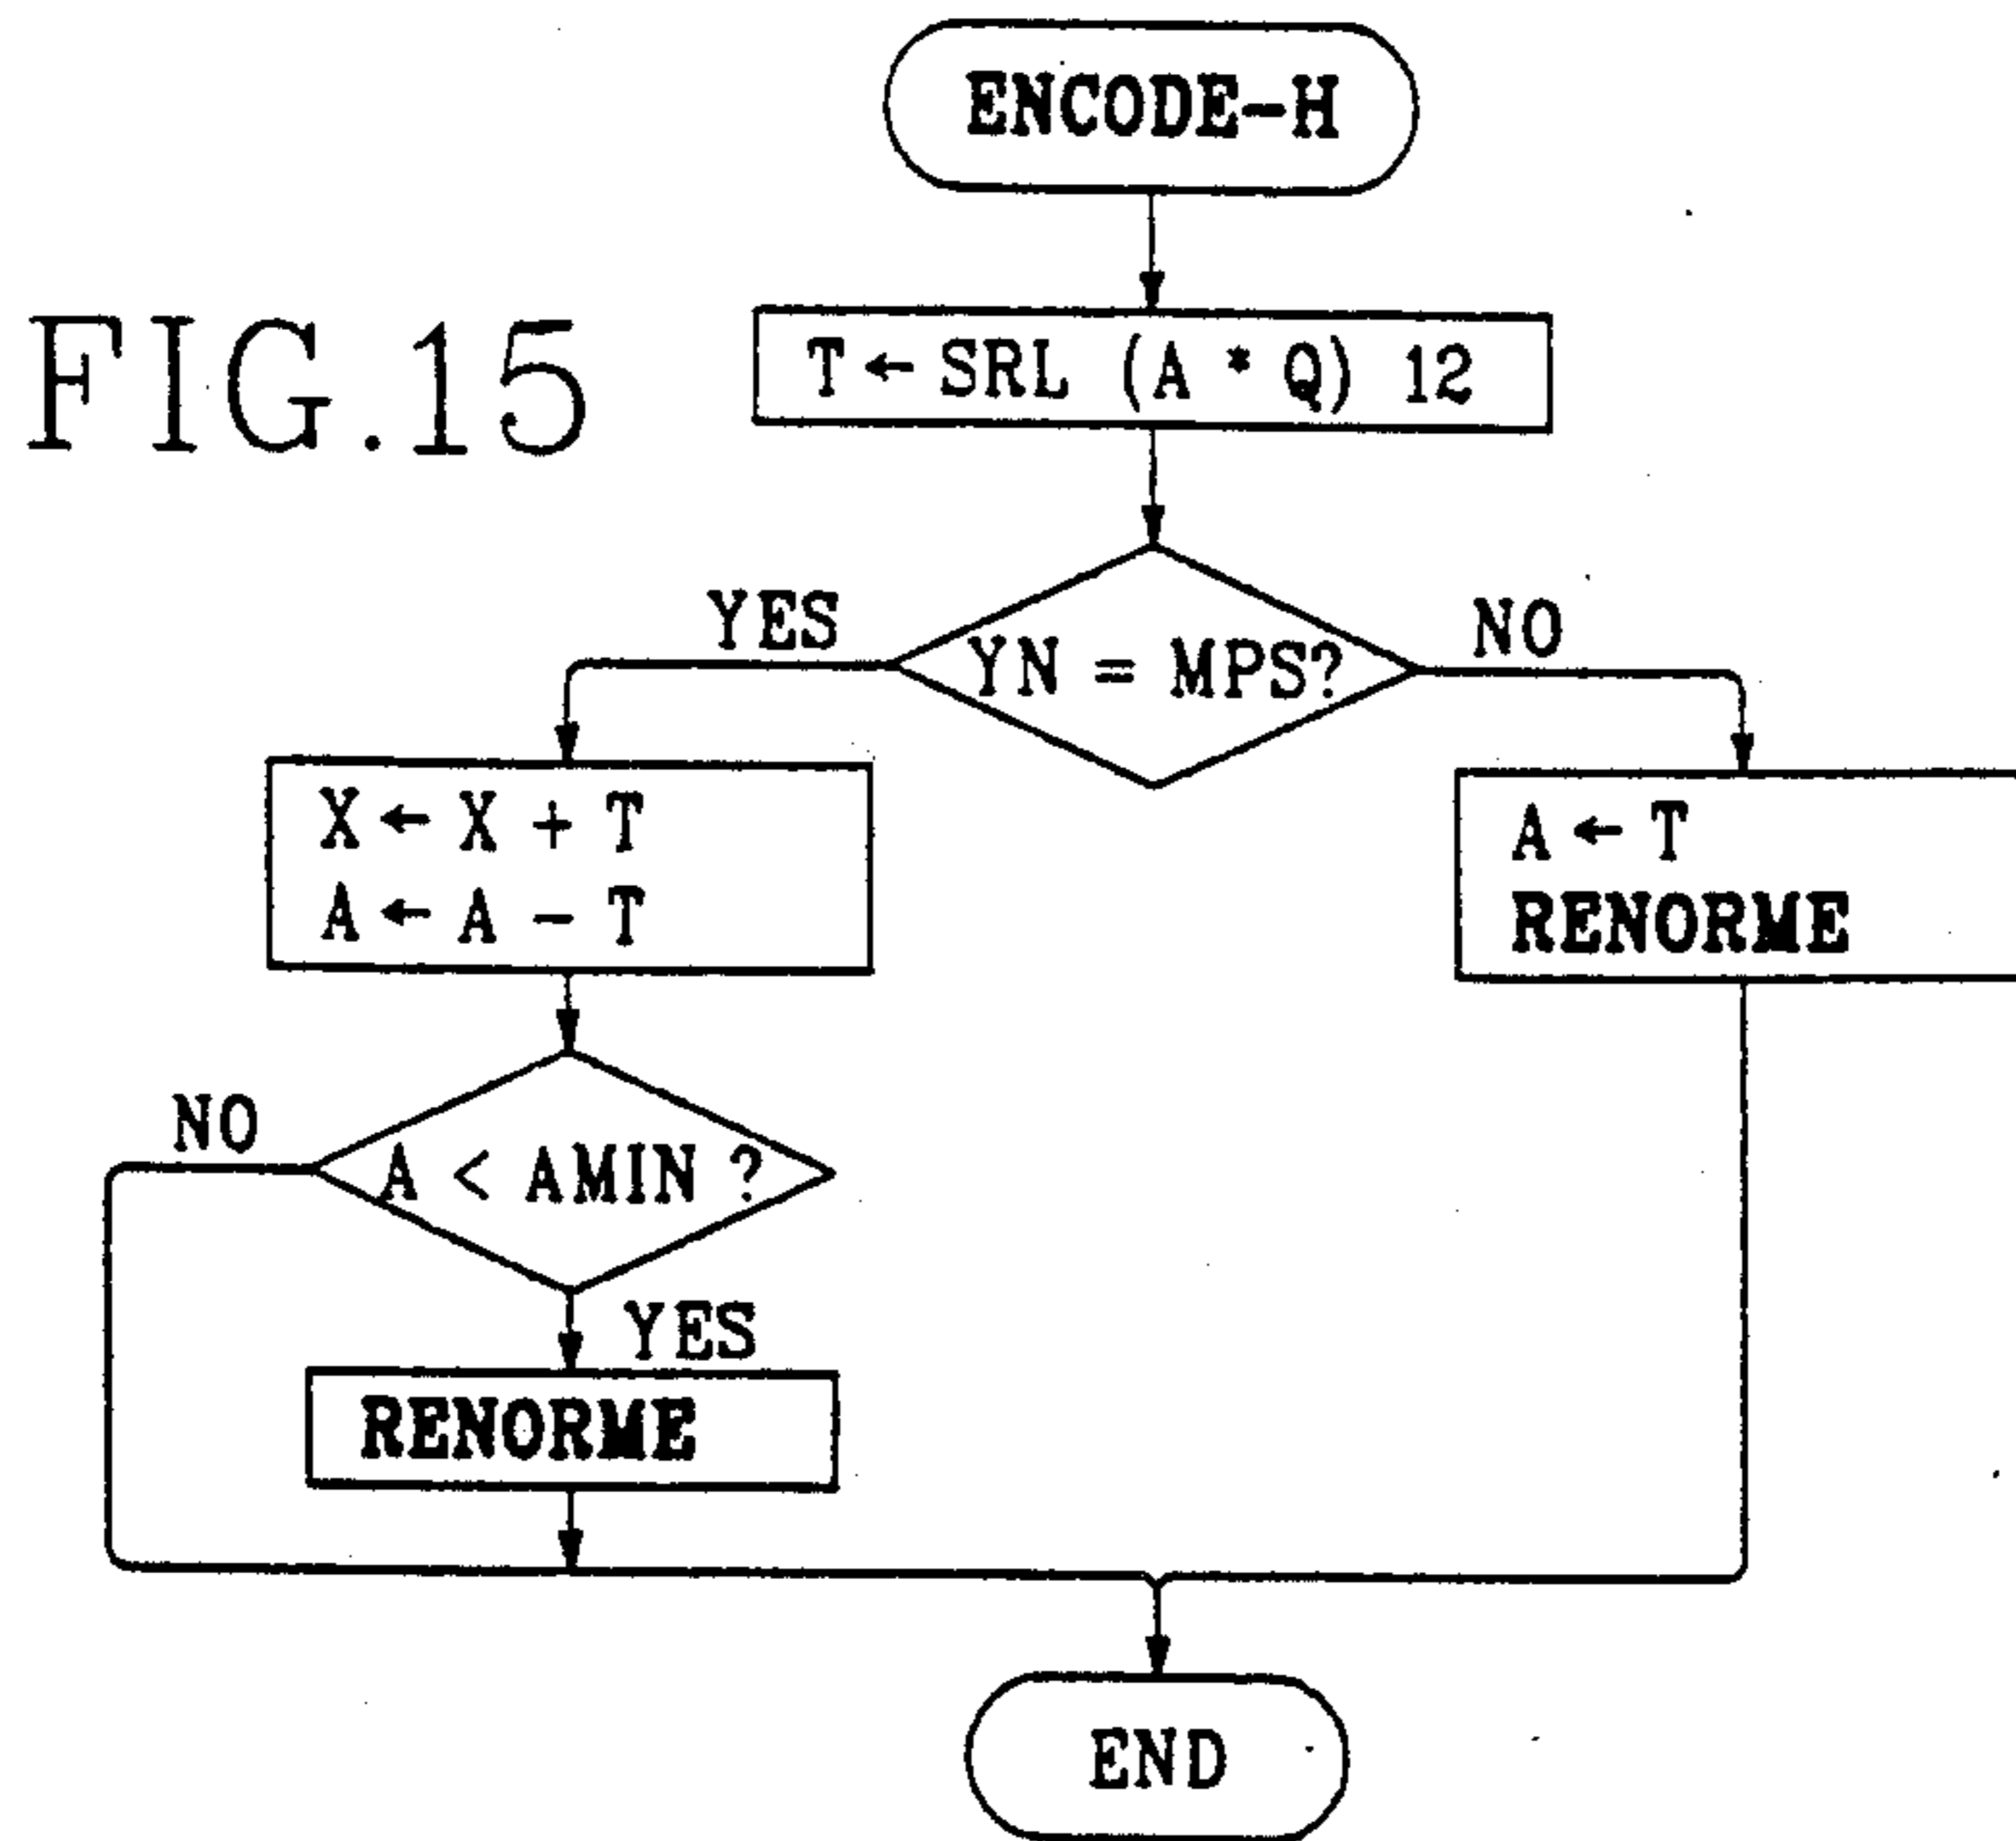 ENCODE-H
FIG.15
T ← SRL (A * Q) 12
YES
NO
YN = MPS?
X ← X + T
A ← A - T
A ← T
RENORME
NO
A < AMIN ?
YES
RENORME
END